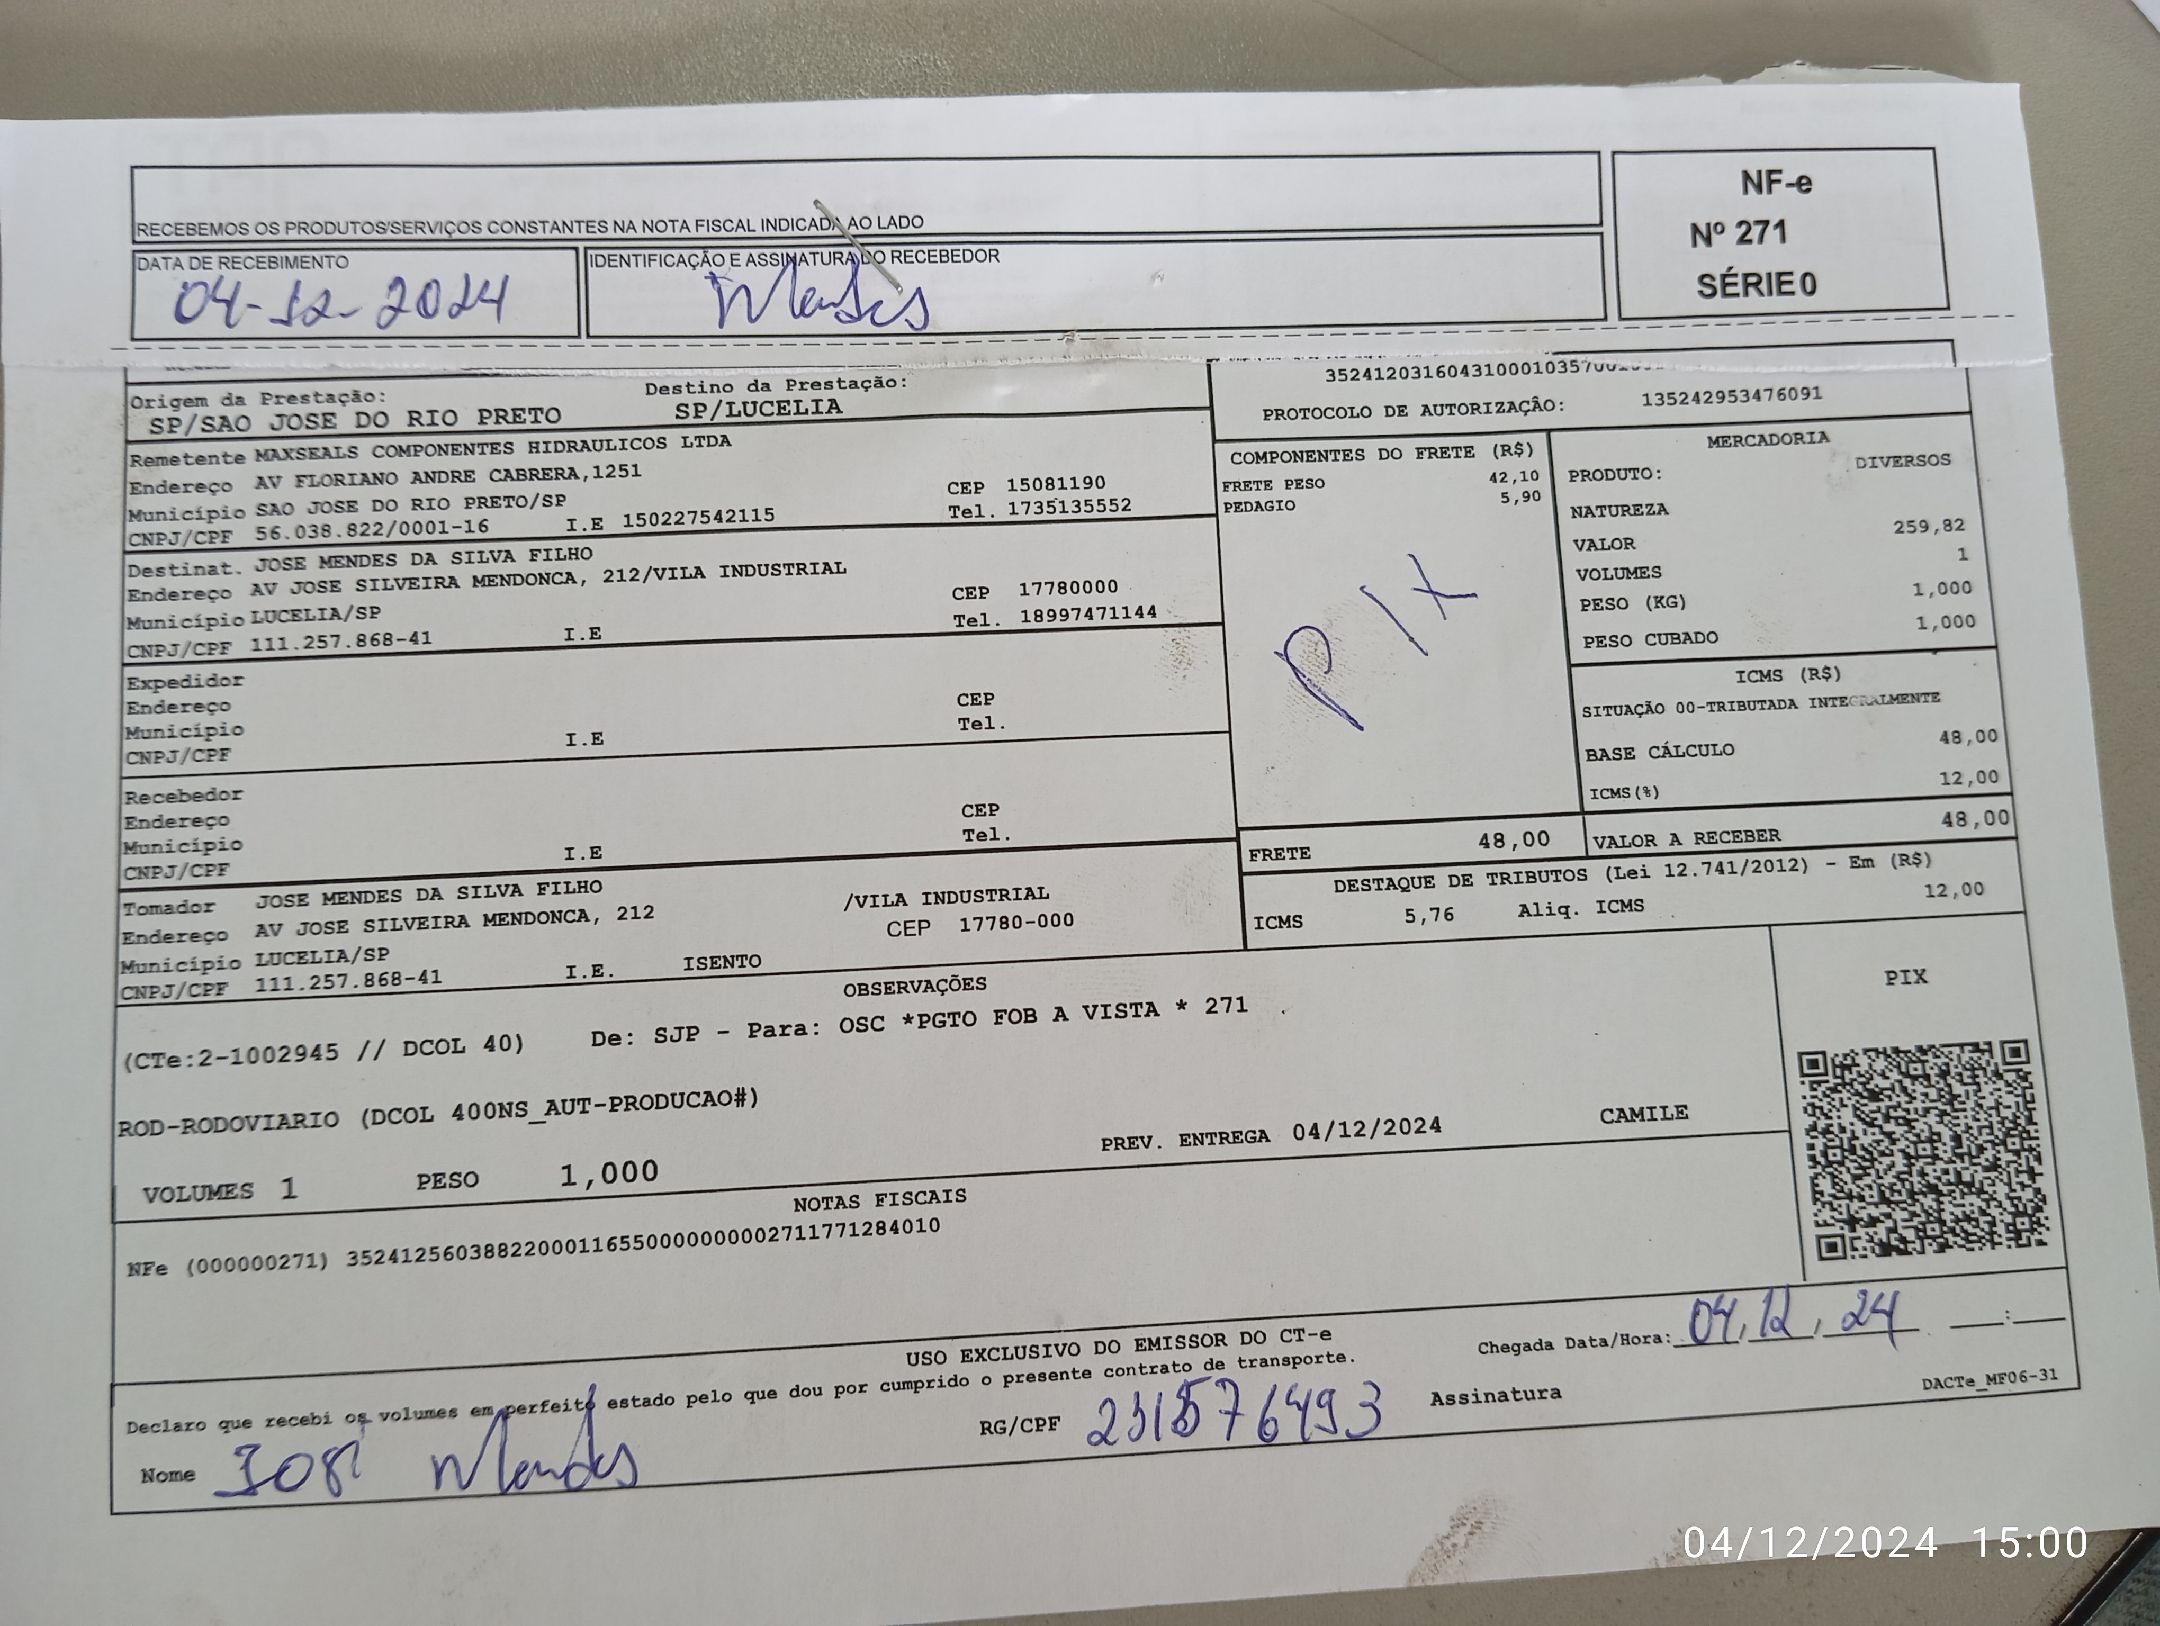 NF-e
Nº 271
SÉRIE 0
RECEBEMOS OS PRODUTOS/SERVIÇOS CONSTANTES NA NOTA FISCAL INDICADA AO LADO
DATA DE RECEBIMENTO
04-12-2024
IDENTIFICAÇÃO E ASSINATURA DO RECEBEDOR
Mendes
Origem da Prestação: Destino da Prestação:
SP/SAO JOSE DO RIO PRETO SP/LUCELIA
PROTOCOLO DE AUTORIZAÇÃO: 135242953476091
Remetente MAXSEALS COMPONENTES HIDRAULICOS LTDA
Endereço AV FLORIANO ANDRE CABRERA,1251 CEP 15081190
Município SAO JOSE DO RIO PRETO/SP Tel. 1735135552
CNPJ/CPF 56.038.822/0001-16 I.E 150227542115
Destinat. JOSE MENDES DA SILVA FILHO
Endereço AV JOSE SILVEIRA MENDONCA, 212/VILA INDUSTRIAL CEP 17780000
Município LUCELIA/SP Tel. 18997471144
CNPJ/CPF 111.257.868-41 I.E
Expedidor
Endereço CEP
Município Tel.
CNPJ/CPF I.E
Recebedor
Endereço CEP
Município Tel.
CNPJ/CPF I.E
Tomador JOSE MENDES DA SILVA FILHO
Endereço AV JOSE SILVEIRA MENDONCA, 212 /VILA INDUSTRIAL
Município LUCELIA/SP CEP 17780-000
CNPJ/CPF 111.257.868-41 I.E. ISENTO
COMPONENTES DO FRETE (R$)
FRETE PESO 42,10
PEDAGIO 5,90
PIX
FRETE 48,00
MERCADORIA
PRODUTO: DIVERSOS
NATUREZA
VALOR 259,82
VOLUMES 1
PESO (KG) 1,000
PESO CUBADO 1,000
ICMS (R$)
SITUAÇÃO 00-TRIBUTADA INTEGRALMENTE
BASE CÁLCULO 48,00
ICMS(%) 12,00
VALOR A RECEBER 48,00
DESTAQUE DE TRIBUTOS (Lei 12.741/2012) - Em (R$)
ICMS 5,76 Aliq. ICMS 12,00
OBSERVAÇÕES
(CTe:2-1002945 // DCOL 40) De: SJP - Para: OSC *PGTO FOB A VISTA * 271
ROD-RODOVIARIO (DCOL 400NS_AUT-PRODUCAO#)
PREV. ENTREGA 04/12/2024 CAMILE
VOLUMES 1 PESO 1,000
PIX
NOTAS FISCAIS
NFe (000000271) 35241256038822000116550000000002711771284010
USO EXCLUSIVO DO EMISSOR DO CT-e
Chegada Data/Hora: 04, 12, 24 __:__
Declaro que recebi os volumes em perfeito estado pelo que dou por cumprido o presente contrato de transporte.
Nome José Mendes RG/CPF Assinatura
DACTe_MF06-31
04/12/2024 15:00